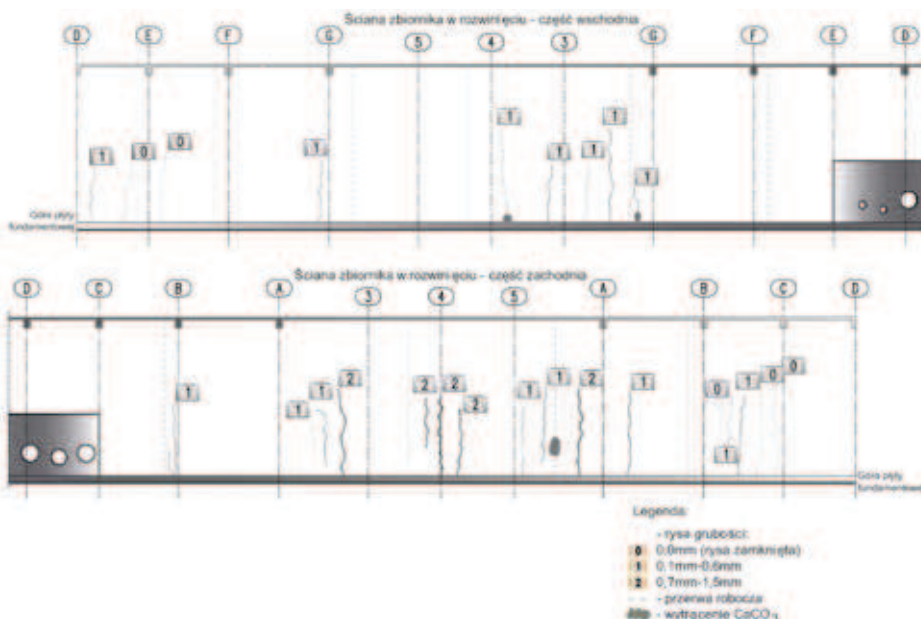 Ściana zbiornika w rozwinięciu - część wschodnia
D E F G 5 4 3 G F E D
1 1
1 0 0 1 1 1
1
Góra płyty
fundamentowej
Ściana zbiornika w rozwinięciu - część zachodnia
D C B A 3 4 5 A B C D
1 1 1 2 2 2 2 1 1 2 1 0 1 0 0
1
Góra płyty
fundamentowej
Legenda:
- rysa grubości:
0 0,0mm (rysa zamknięta)
1 0,1mm-0,6mm
2 0,7mm-1,5mm
- przerwa robocza
- wytrącenie CaCO3